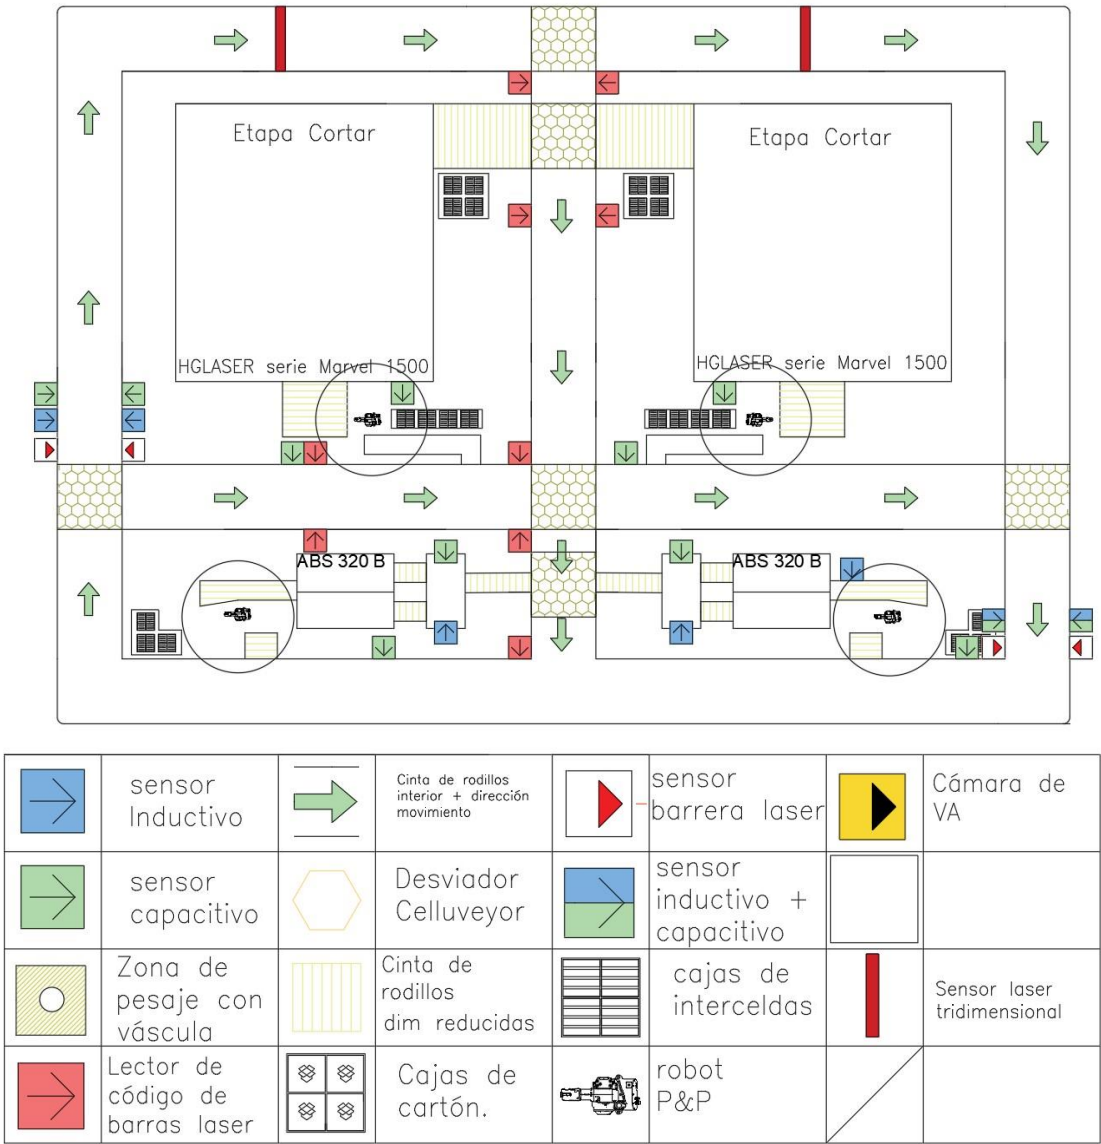 Etapa Cortar
Etapa Cortar
HGLASER serie Marvel 1500
HGLASER serie Marvel 1500
ABS 320 B
ABS 320 B
sensor
Inductivo
Cinta de rodillos
interior + dirección
movimiento
sensor
barrera laser
Cámara de
VA
sensor
capacitivo
Desviador
Celluveyor
sensor
inductivo +
capacitivo
Zona de
pesaje con
váscula
Cinta de
rodillos
dim reducidas
cajas de
interceldas
Sensor laser
tridimensional
Lector de
código de
barras laser
Cajas de
cartón.
robot
P&P